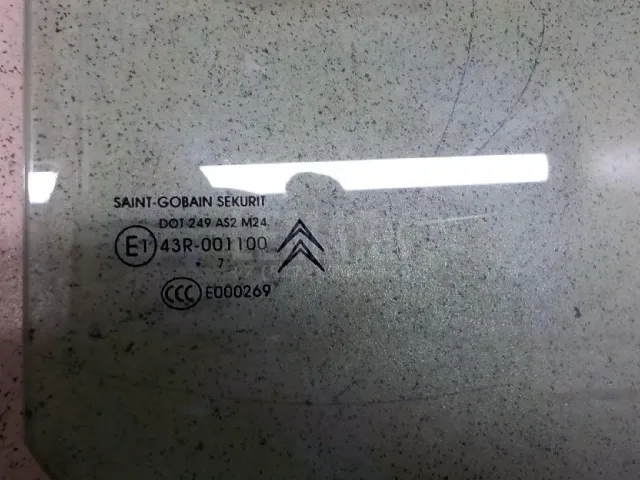 SAINT-GOBAIN SEKURIT
DOT 249 AS2 M24
E1 43R-001100
. 7
CCC E000269